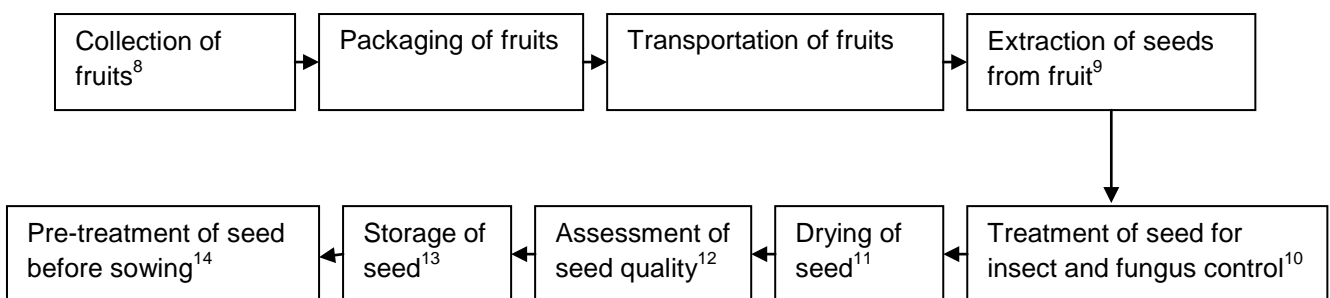 Collection of
fruits⁸
Packaging of fruits
Transportation of fruits
Extraction of seeds
from fruit⁹
Treatment of seed for
insect and fungus control¹⁰
Drying of
seed¹¹
Assessment of
seed quality¹²
Storage of
seed¹³
Pre-treatment of seed
before sowing¹⁴